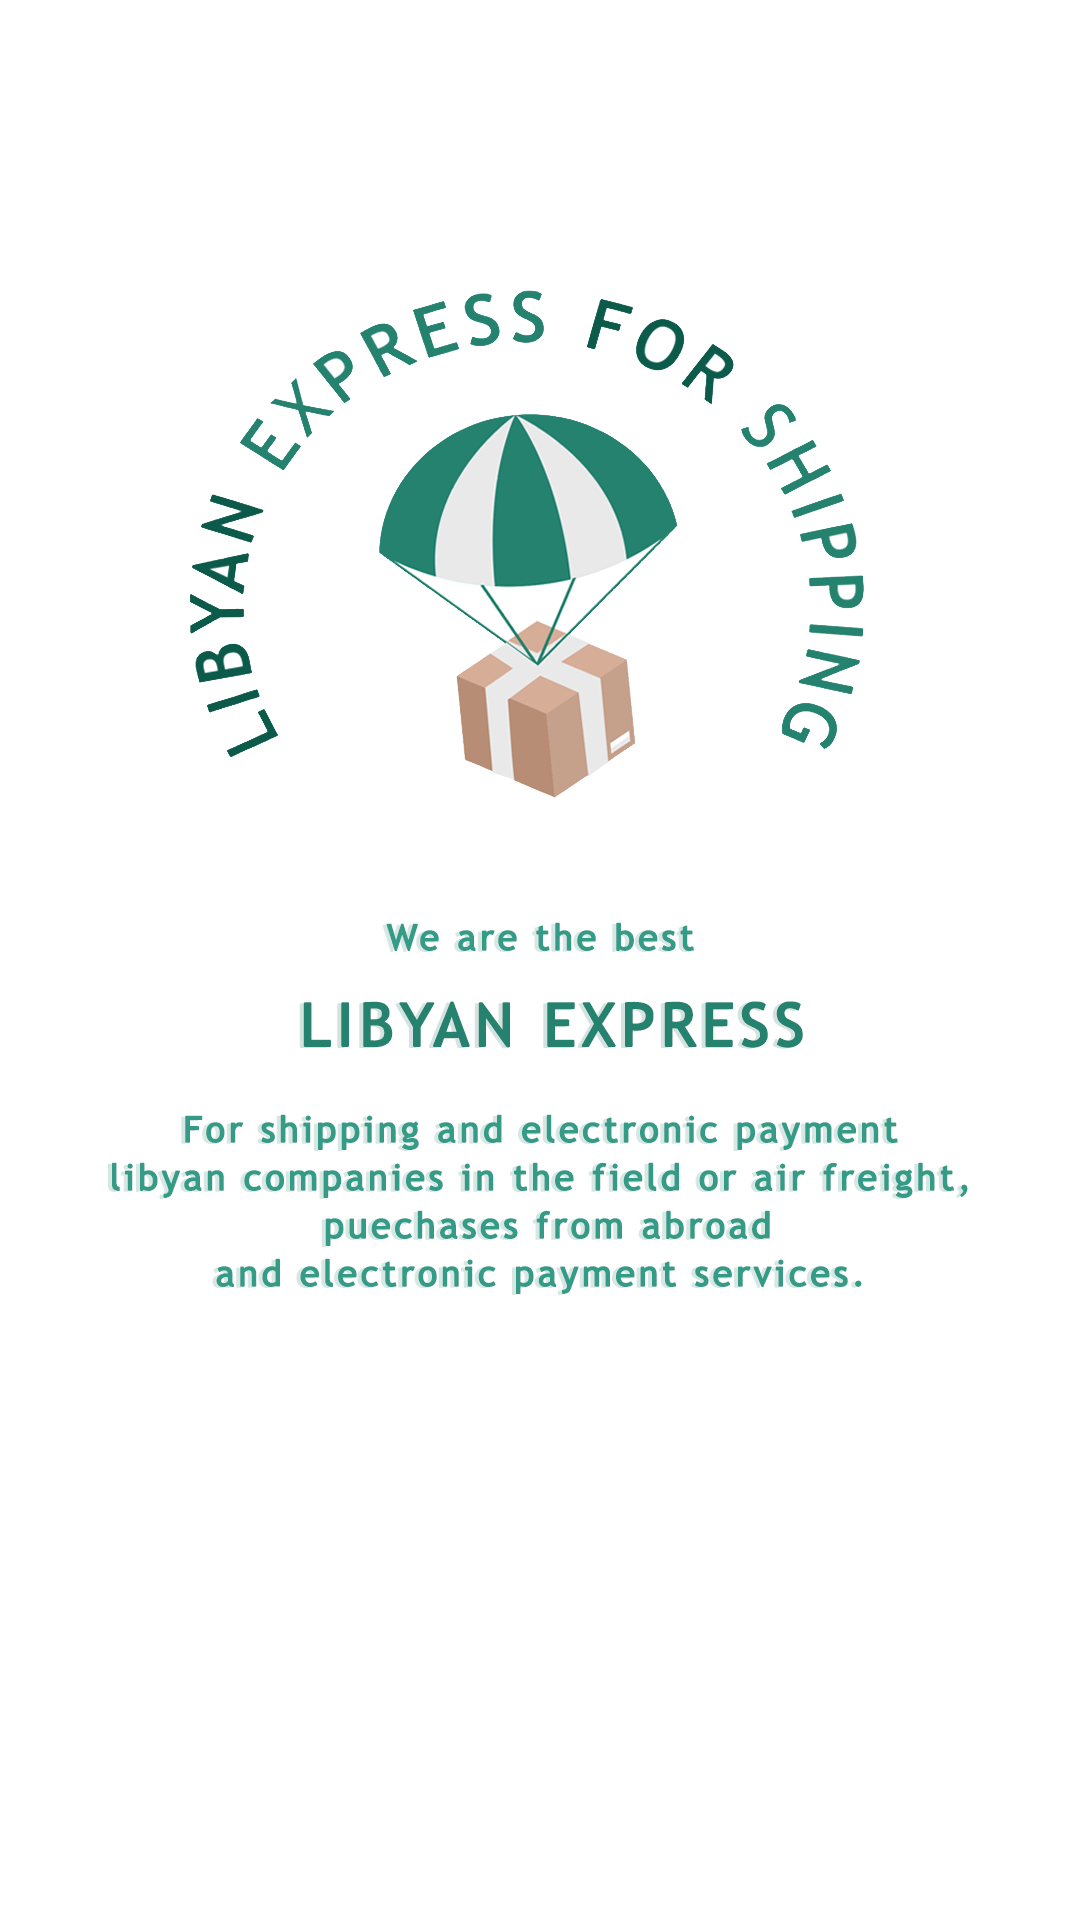 LIBYAN EXPRESS FOR SHIPPING
We are the best
LIBYAN EXPRESS
For shipping and electronic payment
libyan companies in the field or air freight,
puechases from abroad
and electronic payment services.